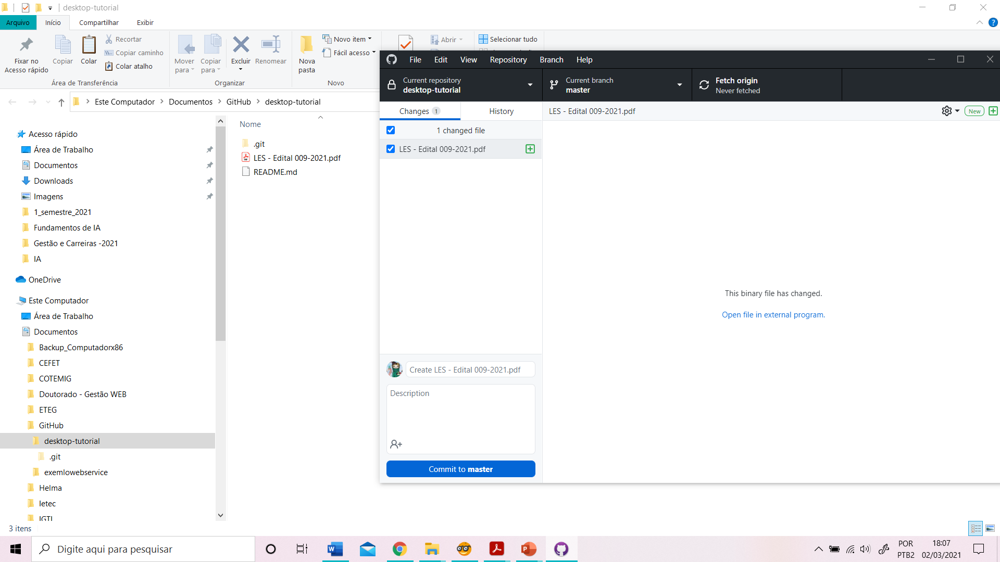 desktop-tutorial
Arquivo Início Compartilhar Exibir
Fixar no
Acesso rápido
Copiar
Colar
Recortar
Copiar caminho
Colar atalho
Área de Transferência
Mover
para
Copiar
para
Excluir
Renomear
Organizar
Nova
pasta
Novo item
Fácil acesso
Novo
Abrir
Selecionar tudo
Este Computador Documentos GitHub desktop-tutorial
Acesso rápido
Área de Trabalho
Documentos
Downloads
Imagens
1_semestre_2021
Fundamentos de IA
Gestão e Carreiras -2021
IA
OneDrive
Este Computador
Área de Trabalho
Documentos
Backup_Computadorx86
CEFET
COTEMIG
Doutorado - Gestão WEB
ETEG
GitHub
desktop-tutorial
.git
exemlowebservice
Helma
Ietec
IGTI
3 itens
Nome
.git
LES - Edital 009-2021.pdf
README.md
File Edit View Repository Branch Help
Current repository
desktop-tutorial
Current branch
master
Fetch origin
Never fetched
Changes 1
History
LES - Edital 009-2021.pdf
New
1 changed file
LES - Edital 009-2021.pdf
This binary file has changed.
Open file in external program.
Create LES - Edital 009-2021.pdf
Description
Commit to master
Digite aqui para pesquisar
POR
PTB2
18:07
02/03/2021